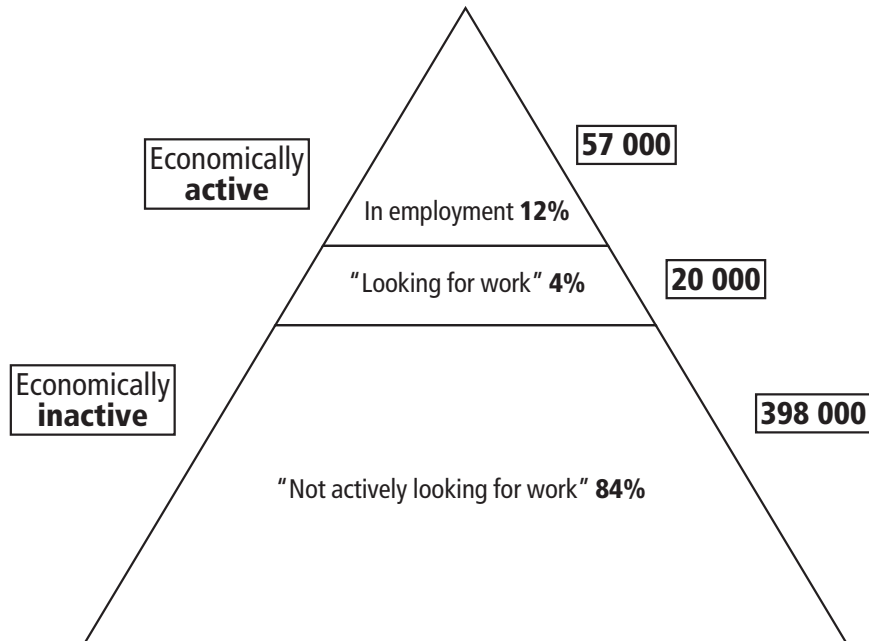 57 000
Economically
active
In employment 12%
"Looking for work" 4%
20 000
Economically
inactive
398 000
"Not actively looking for work" 84%